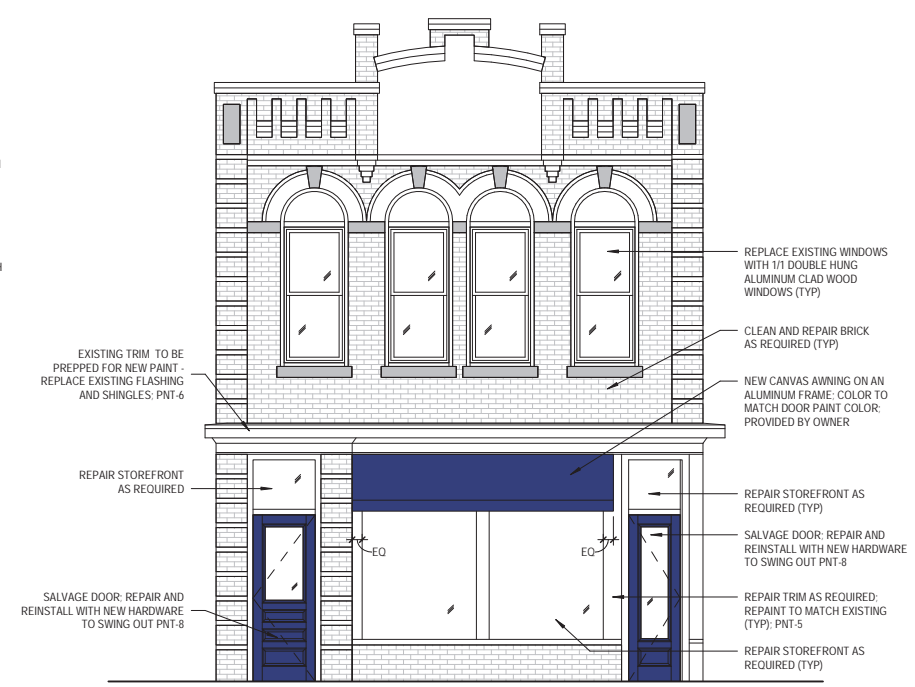 REPLACE EXISTING WINDOWS
WITH 1/1 DOUBLE HUNG
ALUMINUM CLAD WOOD
WINDOWS (TYP)
CLEAN AND REPAIR BRICK
AS REQUIRED (TYP)
EXISTING TRIM TO BE
PREPPED FOR NEW PAINT -
REPLACE EXISTING FLASHING
AND SHINGLES; PNT-6
NEW CANVAS AWNING ON AN
ALUMINUM FRAME; COLOR TO
MATCH DOOR PAINT COLOR;
PROVIDED BY OWNER
REPAIR STOREFRONT
AS REQUIRED
REPAIR STOREFRONT AS
REQUIRED (TYP)
SALVAGE DOOR; REPAIR AND
REINSTALL WITH NEW HARDWARE
TO SWING OUT PNT-8
EQ
EQ
SALVAGE DOOR; REPAIR AND
REINSTALL WITH NEW HARDWARE
TO SWING OUT PNT-8
REPAIR TRIM AS REQUIRED;
REPAINT TO MATCH EXISTING
(TYP); PNT-5
REPAIR STOREFRONT AS
REQUIRED (TYP)